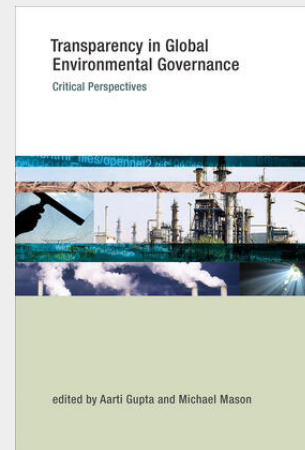 Transparency in Global
Environmental Governance
Critical Perspectives
edited by Aarti Gupta and Michael Mason